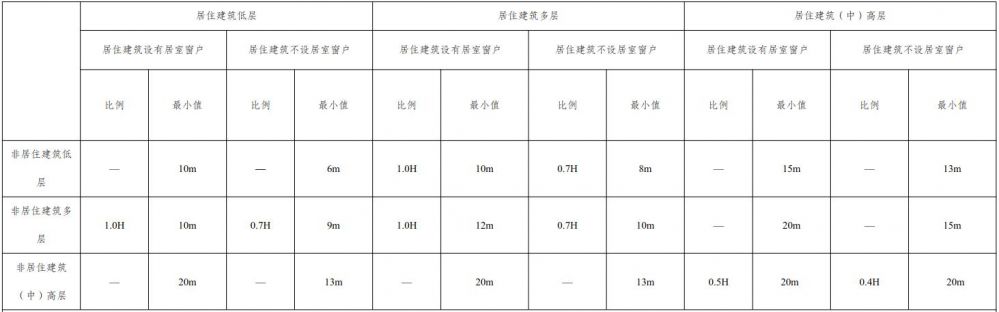 居住建筑低层 居住建筑多层 居住建筑（中）高层
居住建筑设有居室窗户 居住建筑不设居室窗户 居住建筑设有居室窗户 居住建筑不设居室窗户 居住建筑设有居室窗户 居住建筑不设居室窗户
比例 最小值 比例 最小值 比例 最小值 比例 最小值 比例 最小值 比例 最小值
非居住建筑低
层
— 10m — 6m 1.0H 10m 0.7H 8m — 15m — 13m
非居住建筑多
层
1.0H 10m 0.7H 9m 1.0H 12m 0.7H 10m — 20m — 15m
非居住建筑
（中）高层
— 20m — 13m — 20m — 13m 0.5H 20m 0.4H 20m